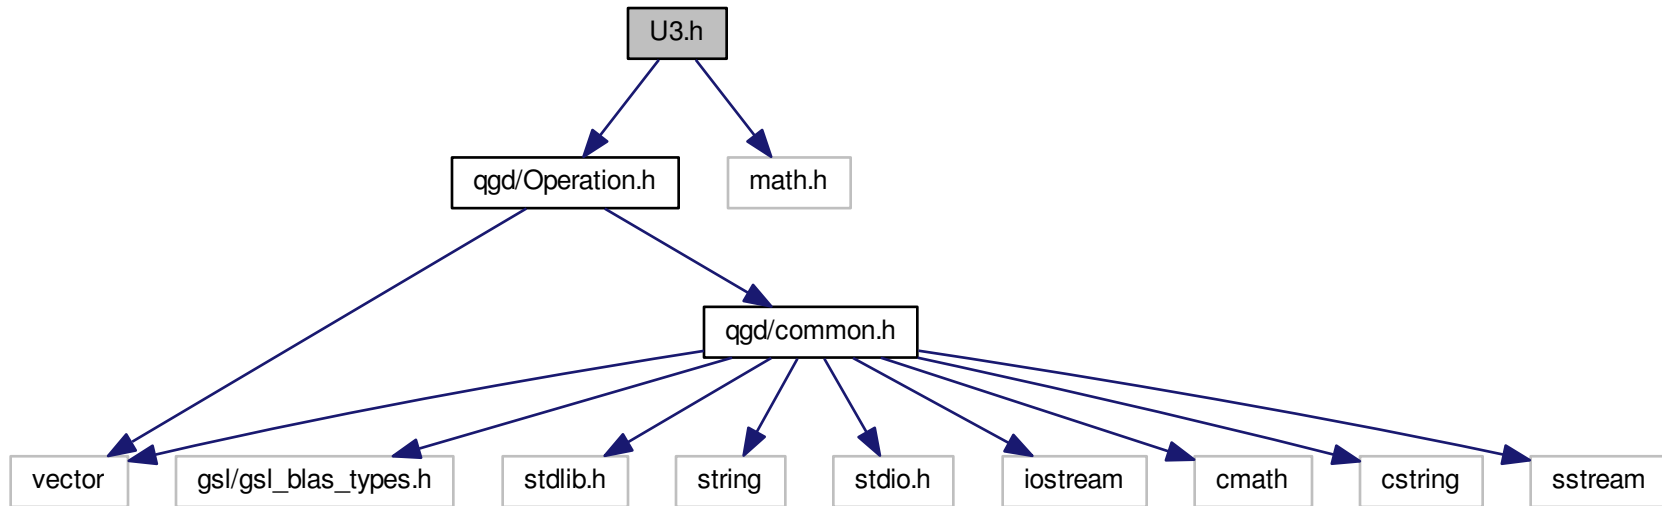 U3.h
qgd/Operation.h
math.h
qgd/common.h
vector
gsl/gsl_blas_types.h
stdlib.h
string
stdio.h
iostream
cmath
cstring
sstream